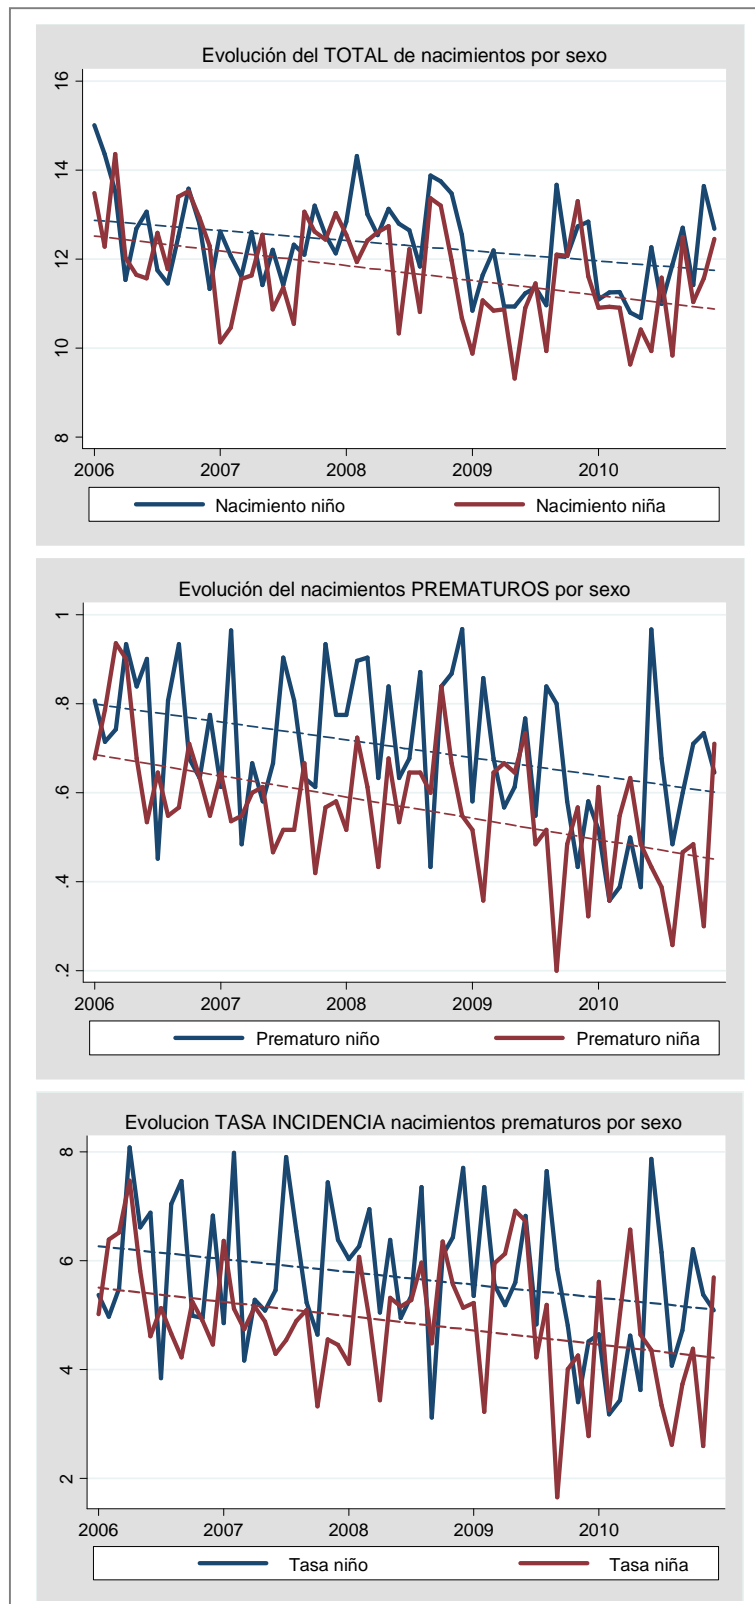 Evolución del TOTAL de nacimientos por sexo
16
14
12
10
8
2006 2007 2008 2009 2010
Nacimiento niño Nacimiento niña
Evolución del nacimientos PREMATUROS por sexo
1
.8
.6
.4
.2
2006 2007 2008 2009 2010
Prematuro niño Prematuro niña
Evolucion TASA INCIDENCIA nacimientos prematuros por sexo
8
6
4
2
2006 2007 2008 2009 2010
Tasa niño Tasa niña